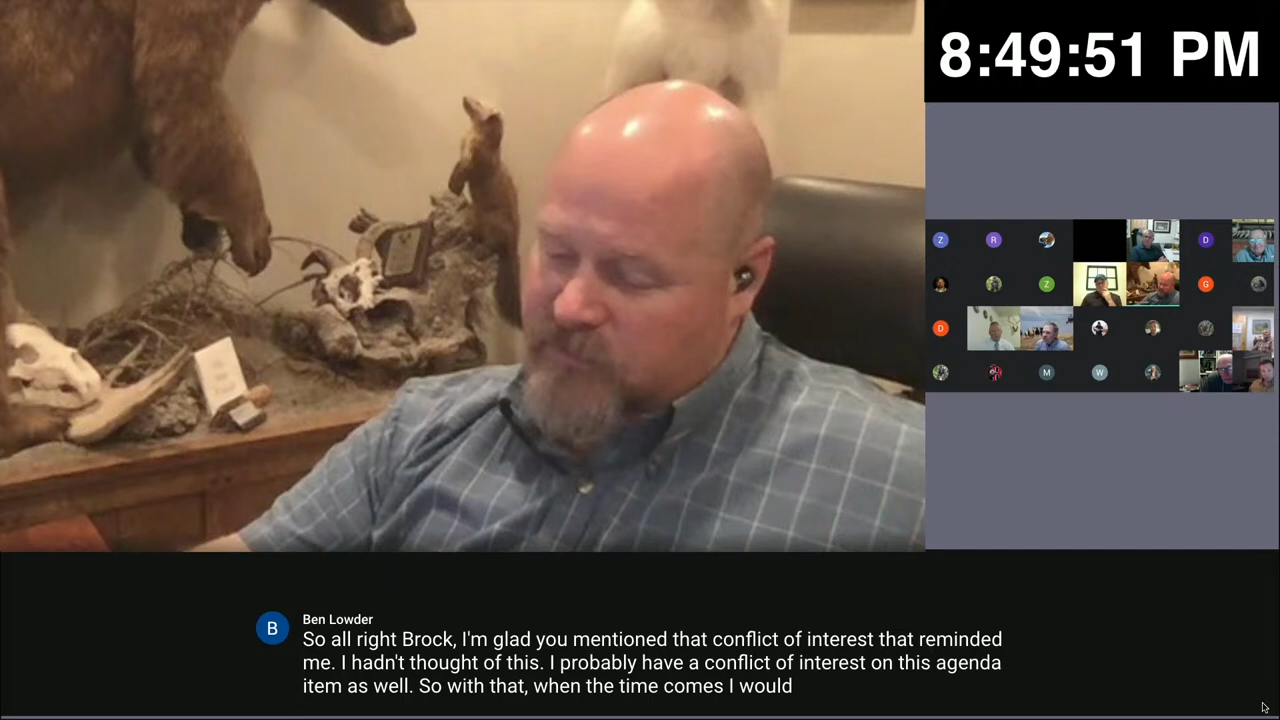 8:49:51 PM
Z
R
D
Z
G
D
M
W
B
Ben Lowder
So all right Brock, I'm glad you mentioned that conflict of interest that reminded
me. I hadn't thought of this. I probably have a conflict of interest on this agenda
item as well. So with that, when the time comes I would